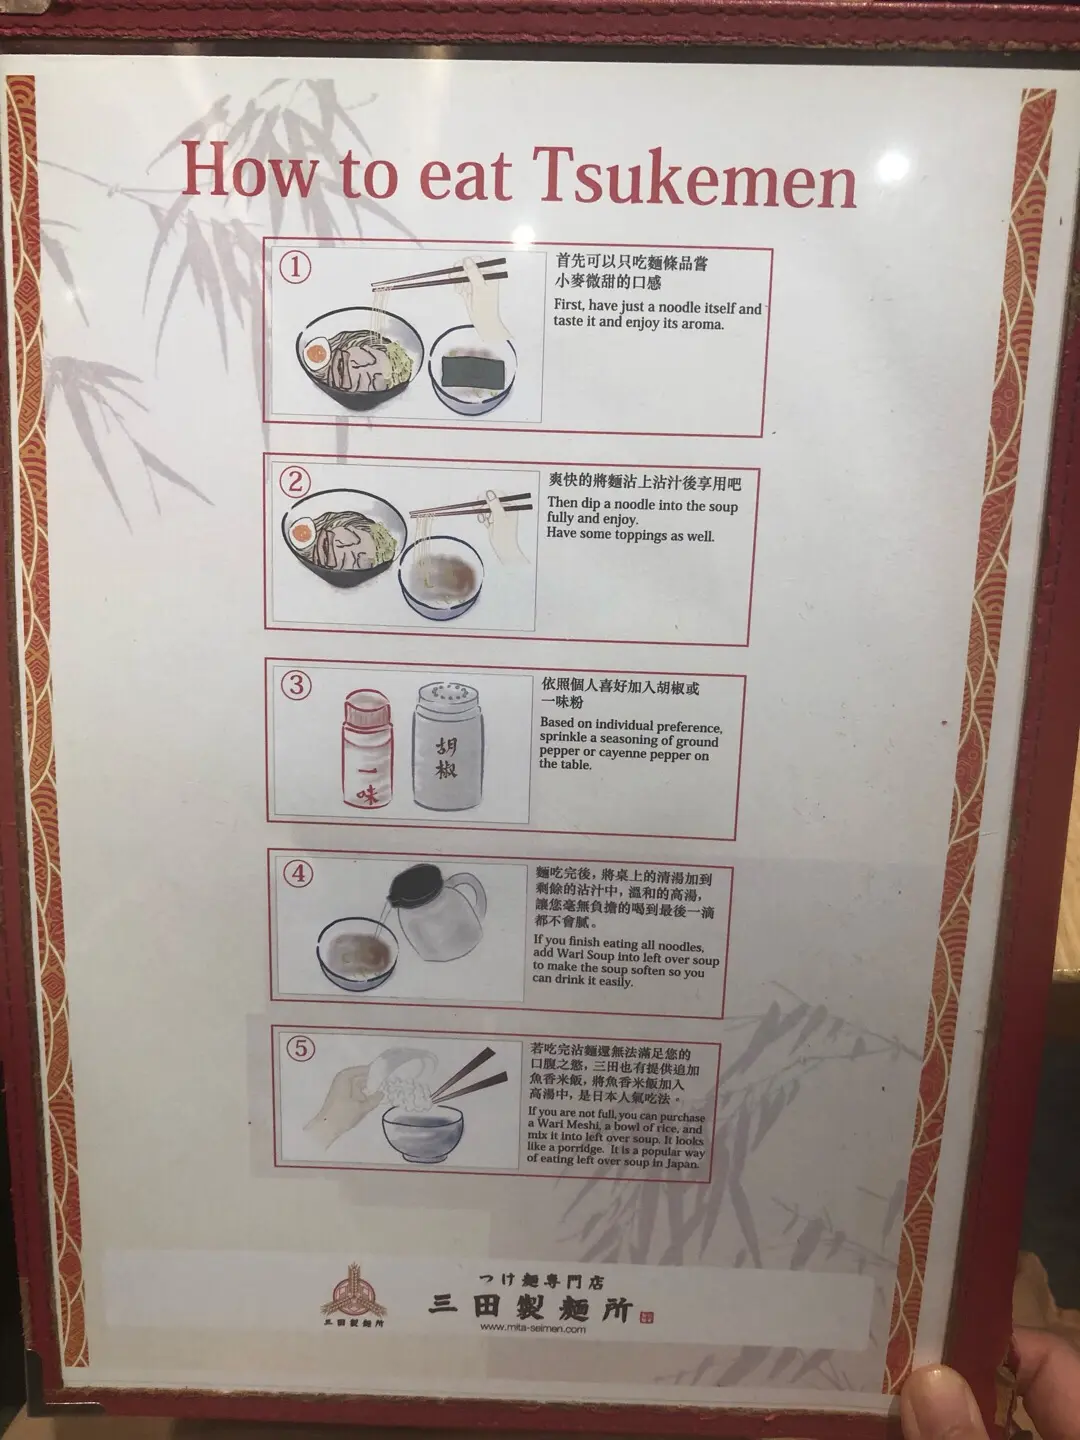 How to eat Tsukemen
①
首先可以只吃麵條品嘗
小麥微甜的口感
First, have just a noodle itself and
taste it and enjoy its aroma.
②
爽快的將麵沾上沾汁後享用吧
Then dip a noodle into the soup
fully and enjoy.
Have some toppings as well.
③
一味
胡椒
依照個人喜好加入胡椒或
一味粉
Based on individual preference,
sprinkle a seasoning of ground
pepper or cayenne pepper on
the table.
④
麵吃完後，將桌上的清湯加到
剩餘的沾汁中，溫和的高湯，
讓您毫無負擔的喝到最後一滴
都不會膩。
If you finish eating all noodles,
add Wari Soup into left over soup
to make the soup soften so you
can drink it easily.
⑤
若吃完沾麵還無法滿足您的
口腹之慾，三田也有提供追加
魚香米飯，將魚香米飯加入
高湯中，是日本人氣吃法。
If you are not full, you can purchase
a Wari Meshi, a bowl of rice, and
mix it into left over soup. It looks
like a porridge. It is a popular way
of eating left over soup in Japan.
三田製麵所
つけ麺専門店
三田製麺所
www.mita-seimen.com